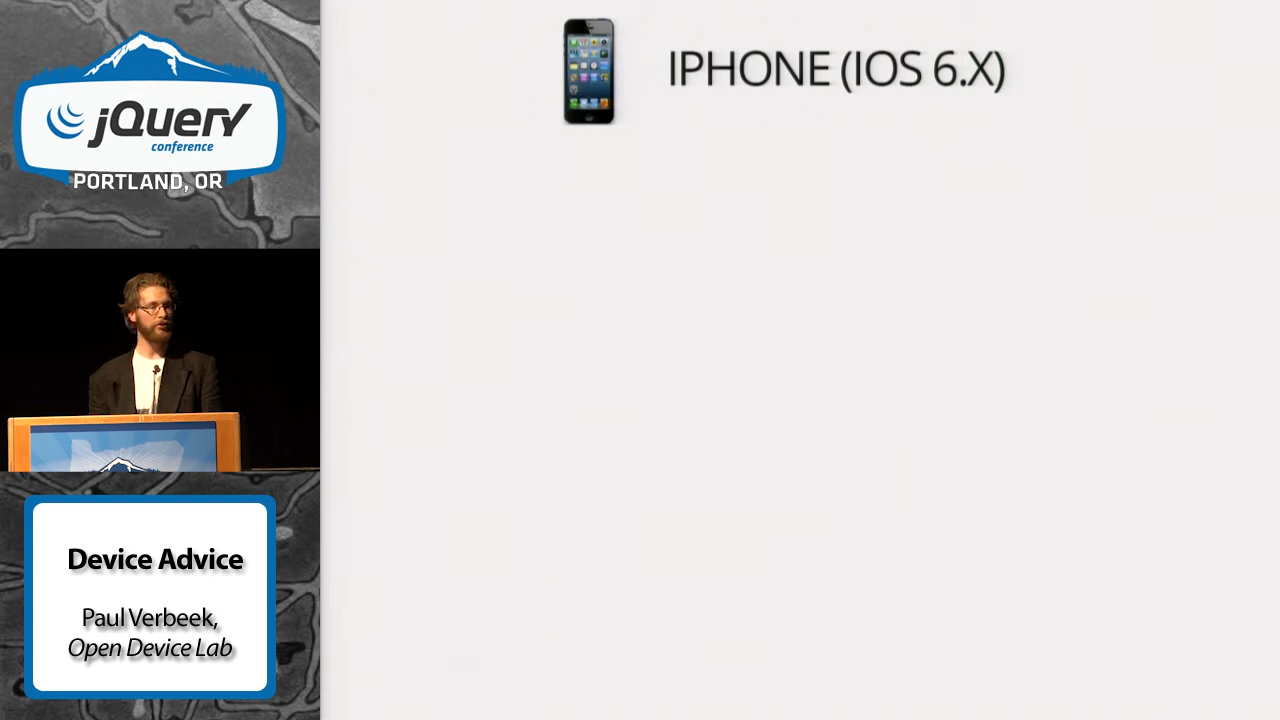 jQuery
conference
PORTLAND, OR
IPHONE (IOS 6.X)
Device Advice
Paul Verbeek,
Open Device Lab